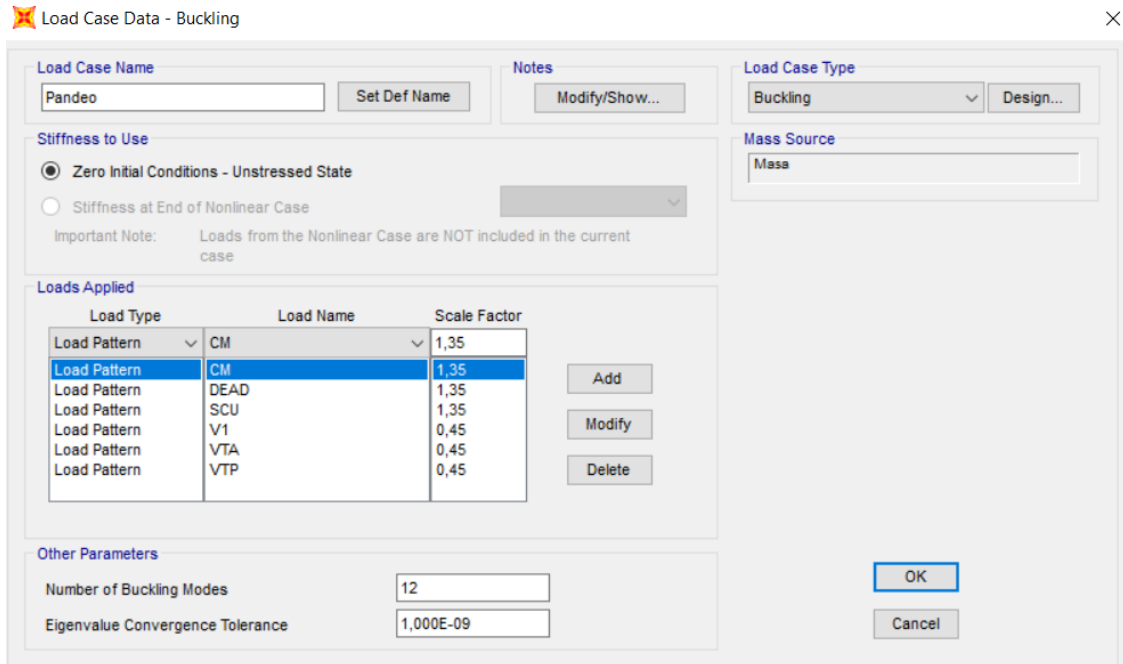 Load Case Data - Buckling
Load Case Name
Pandeo
Set Def Name
Notes
Modify/Show...
Load Case Type
Buckling
Design...
Stiffness to Use
Zero Initial Conditions - Unstressed State
Stiffness at End of Nonlinear Case
Important Note: Loads from the Nonlinear Case are NOT included in the current
case
Mass Source
Masa
Loads Applied
Load Type Load Name Scale Factor
Load Pattern CM 1,35
Load Pattern CM 1,35
Load Pattern DEAD 1,35
Load Pattern SCU 1,35
Load Pattern V1 0,45
Load Pattern VTA 0,45
Load Pattern VTP 0,45
Add
Modify
Delete
Other Parameters
Number of Buckling Modes 12
Eigenvalue Convergence Tolerance 1,000E-09
OK
Cancel